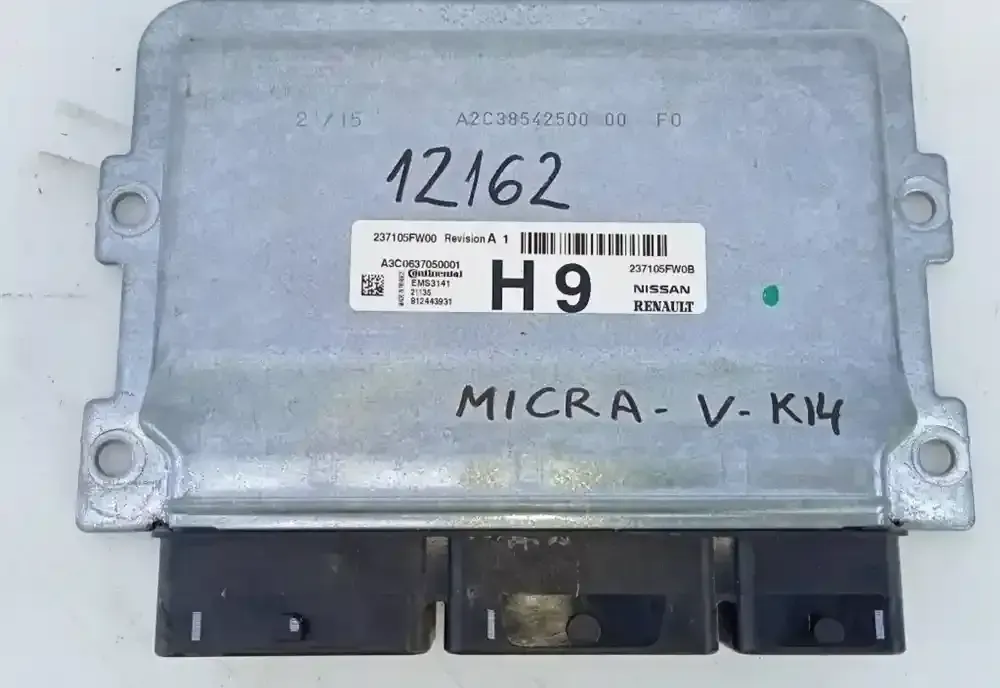 2 /15 A2C38542500 00 F0
12162
237105FW00 Revision A 1
A3C0637050001
237105FW0B
Continental
EMS3141
21135
812443931
H9
NISSAN
RENAULT
MICRA - V - K14